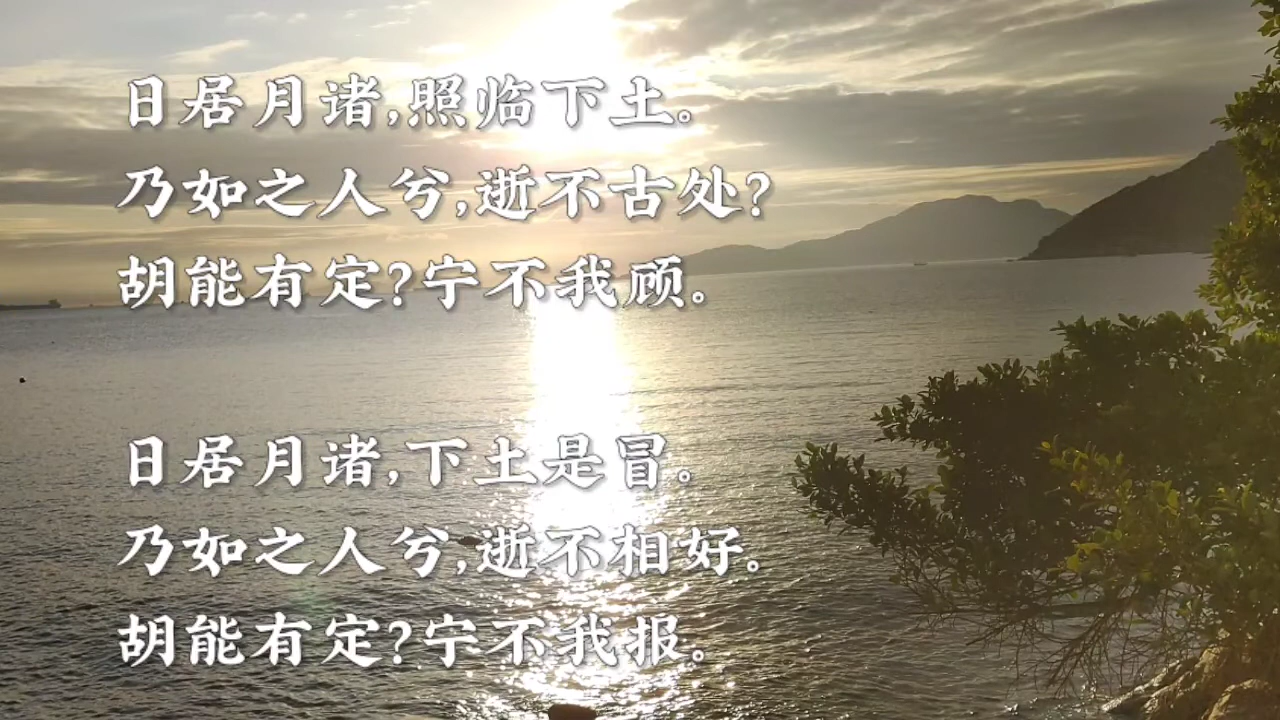 日居月诸,照临下土。
乃如之人兮,逝不古处?
胡能有定?宁不我顾。
日居月诸,下土是冒。
乃如之人兮,逝不相好。
胡能有定?宁不我报。